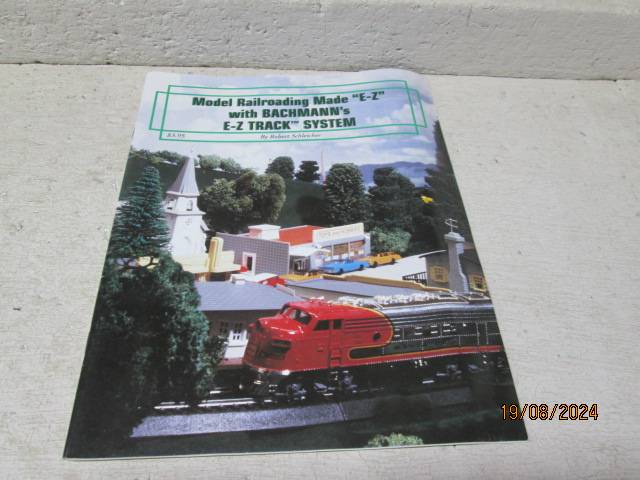 Model Railroading Made "E-Z"
with BACHMANN's
E-Z TRACK™ SYSTEM
$3.95
By Robert Schleicher
19/08/2024